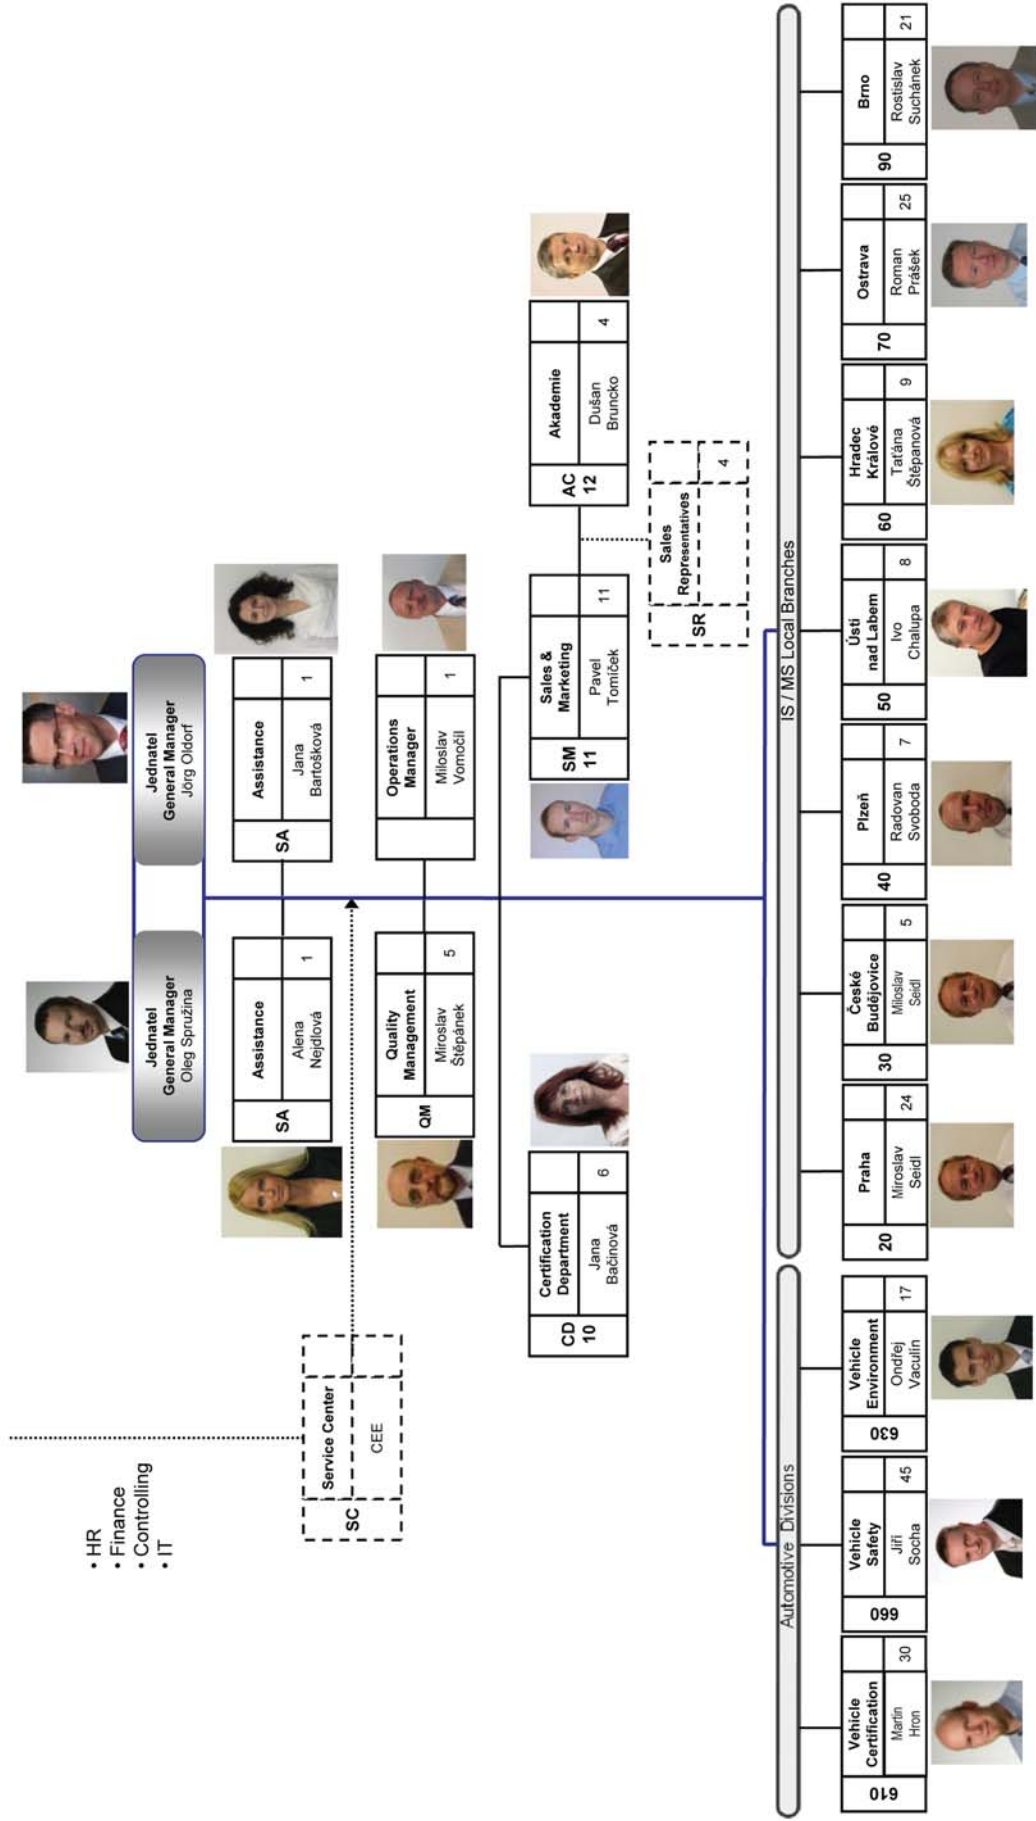 Jednatel
General Manager
Oleg Spružina
Jednatel
General Manager
Jörg Oldorf
• HR
• Finance
• Controlling
• IT
SA
Assistance
Alena
Nejdlová
1
SA
Assistance
Jana
Bartošková
1
SC
Service Center
CEE
QM
Quality
Management
Miroslav
Štěpánek
5
Operations
Manager
Miloslav
Vomočil
1
CD
10
Certification
Department
Jana
Bačinová
6
SM
11
Sales &
Marketing
Pavel
Tomíček
11
AC
12
Akademie
Dušan
Bruncko
4
SR
Sales
Representatives
4
Automotive Divisions
IS / MS Local Branches
610
Vehicle
Certification
Martin
Hron
30
660
Vehicle
Safety
Jiří
Socha
45
630
Vehicle
Environment
Ondřej
Vaculín
17
20
Praha
Miroslav
Seidl
24
30
České
Budějovice
Miloslav
Seidl
5
40
Plzeň
Radovan
Svoboda
7
50
Ústi
nad Labem
Ivo
Chalupa
8
60
Hradec
Králové
Taťána
Štěpanová
9
70
Ostrava
Roman
Prášek
25
90
Brno
Rostislav
Suchánek
21